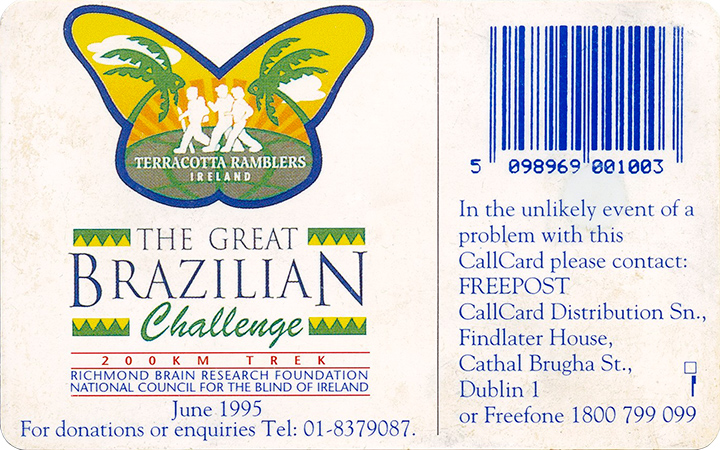 TERRACOTTA RAMBLERS
IRELAND
THE GREAT
BRAZILIAN
Challenge
200KM TREK
RICHMOND BRAIN RESEARCH FOUNDATION
NATIONAL COUNCIL FOR THE BLIND OF IRELAND
June 1995
For donations or enquiries Tel: 01-8379087.
5 098969 001003
In the unlikely event of a
problem with this
CallCard please contact:
FREEPOST
CallCard Distribution Sn.,
Findlater House,
Cathal Brugha St.,
Dublin 1
or Freefone 1800 799 099